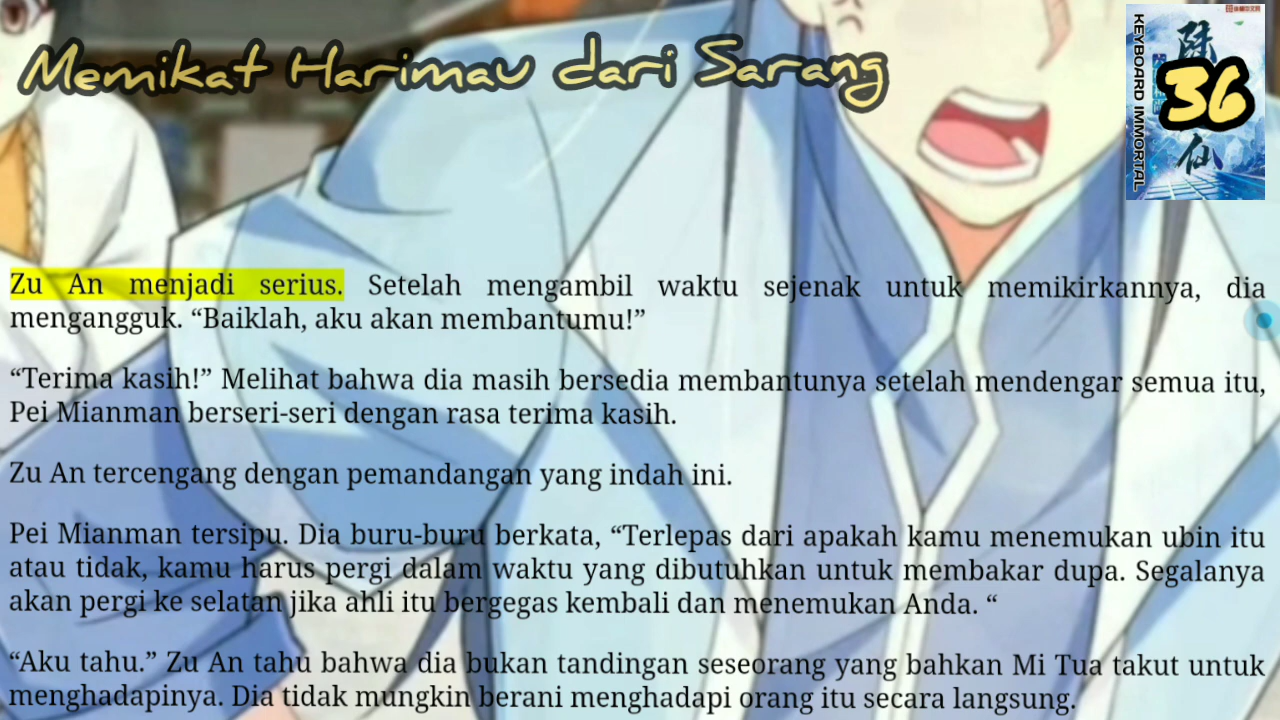 Memikat Harimau dari Sarang
KEYBOARD IMMORTAL
36
仙
Zu An menjadi serius. Setelah mengambil waktu sejenak untuk memikirkannya, dia
mengangguk. “Baiklah, aku akan membantumu!”
“Terima kasih!” Melihat bahwa dia masih bersedia membantunya setelah mendengar semua itu,
Pei Mianman berseri-seri dengan rasa terima kasih.
Zu An tercengang dengan pemandangan yang indah ini.
Pei Mianman tersipu. Dia buru-buru berkata, “Terlepas dari apakah kamu menemukan ubin itu
atau tidak, kamu harus pergi dalam waktu yang dibutuhkan untuk membakar dupa. Segalanya
akan pergi ke selatan jika ahli itu bergegas kembali dan menemukan Anda. “
“Aku tahu.” Zu An tahu bahwa dia bukan tandingan seseorang yang bahkan Mi Tua takut untuk
menghadapinya. Dia tidak mungkin berani menghadapi orang itu secara langsung.